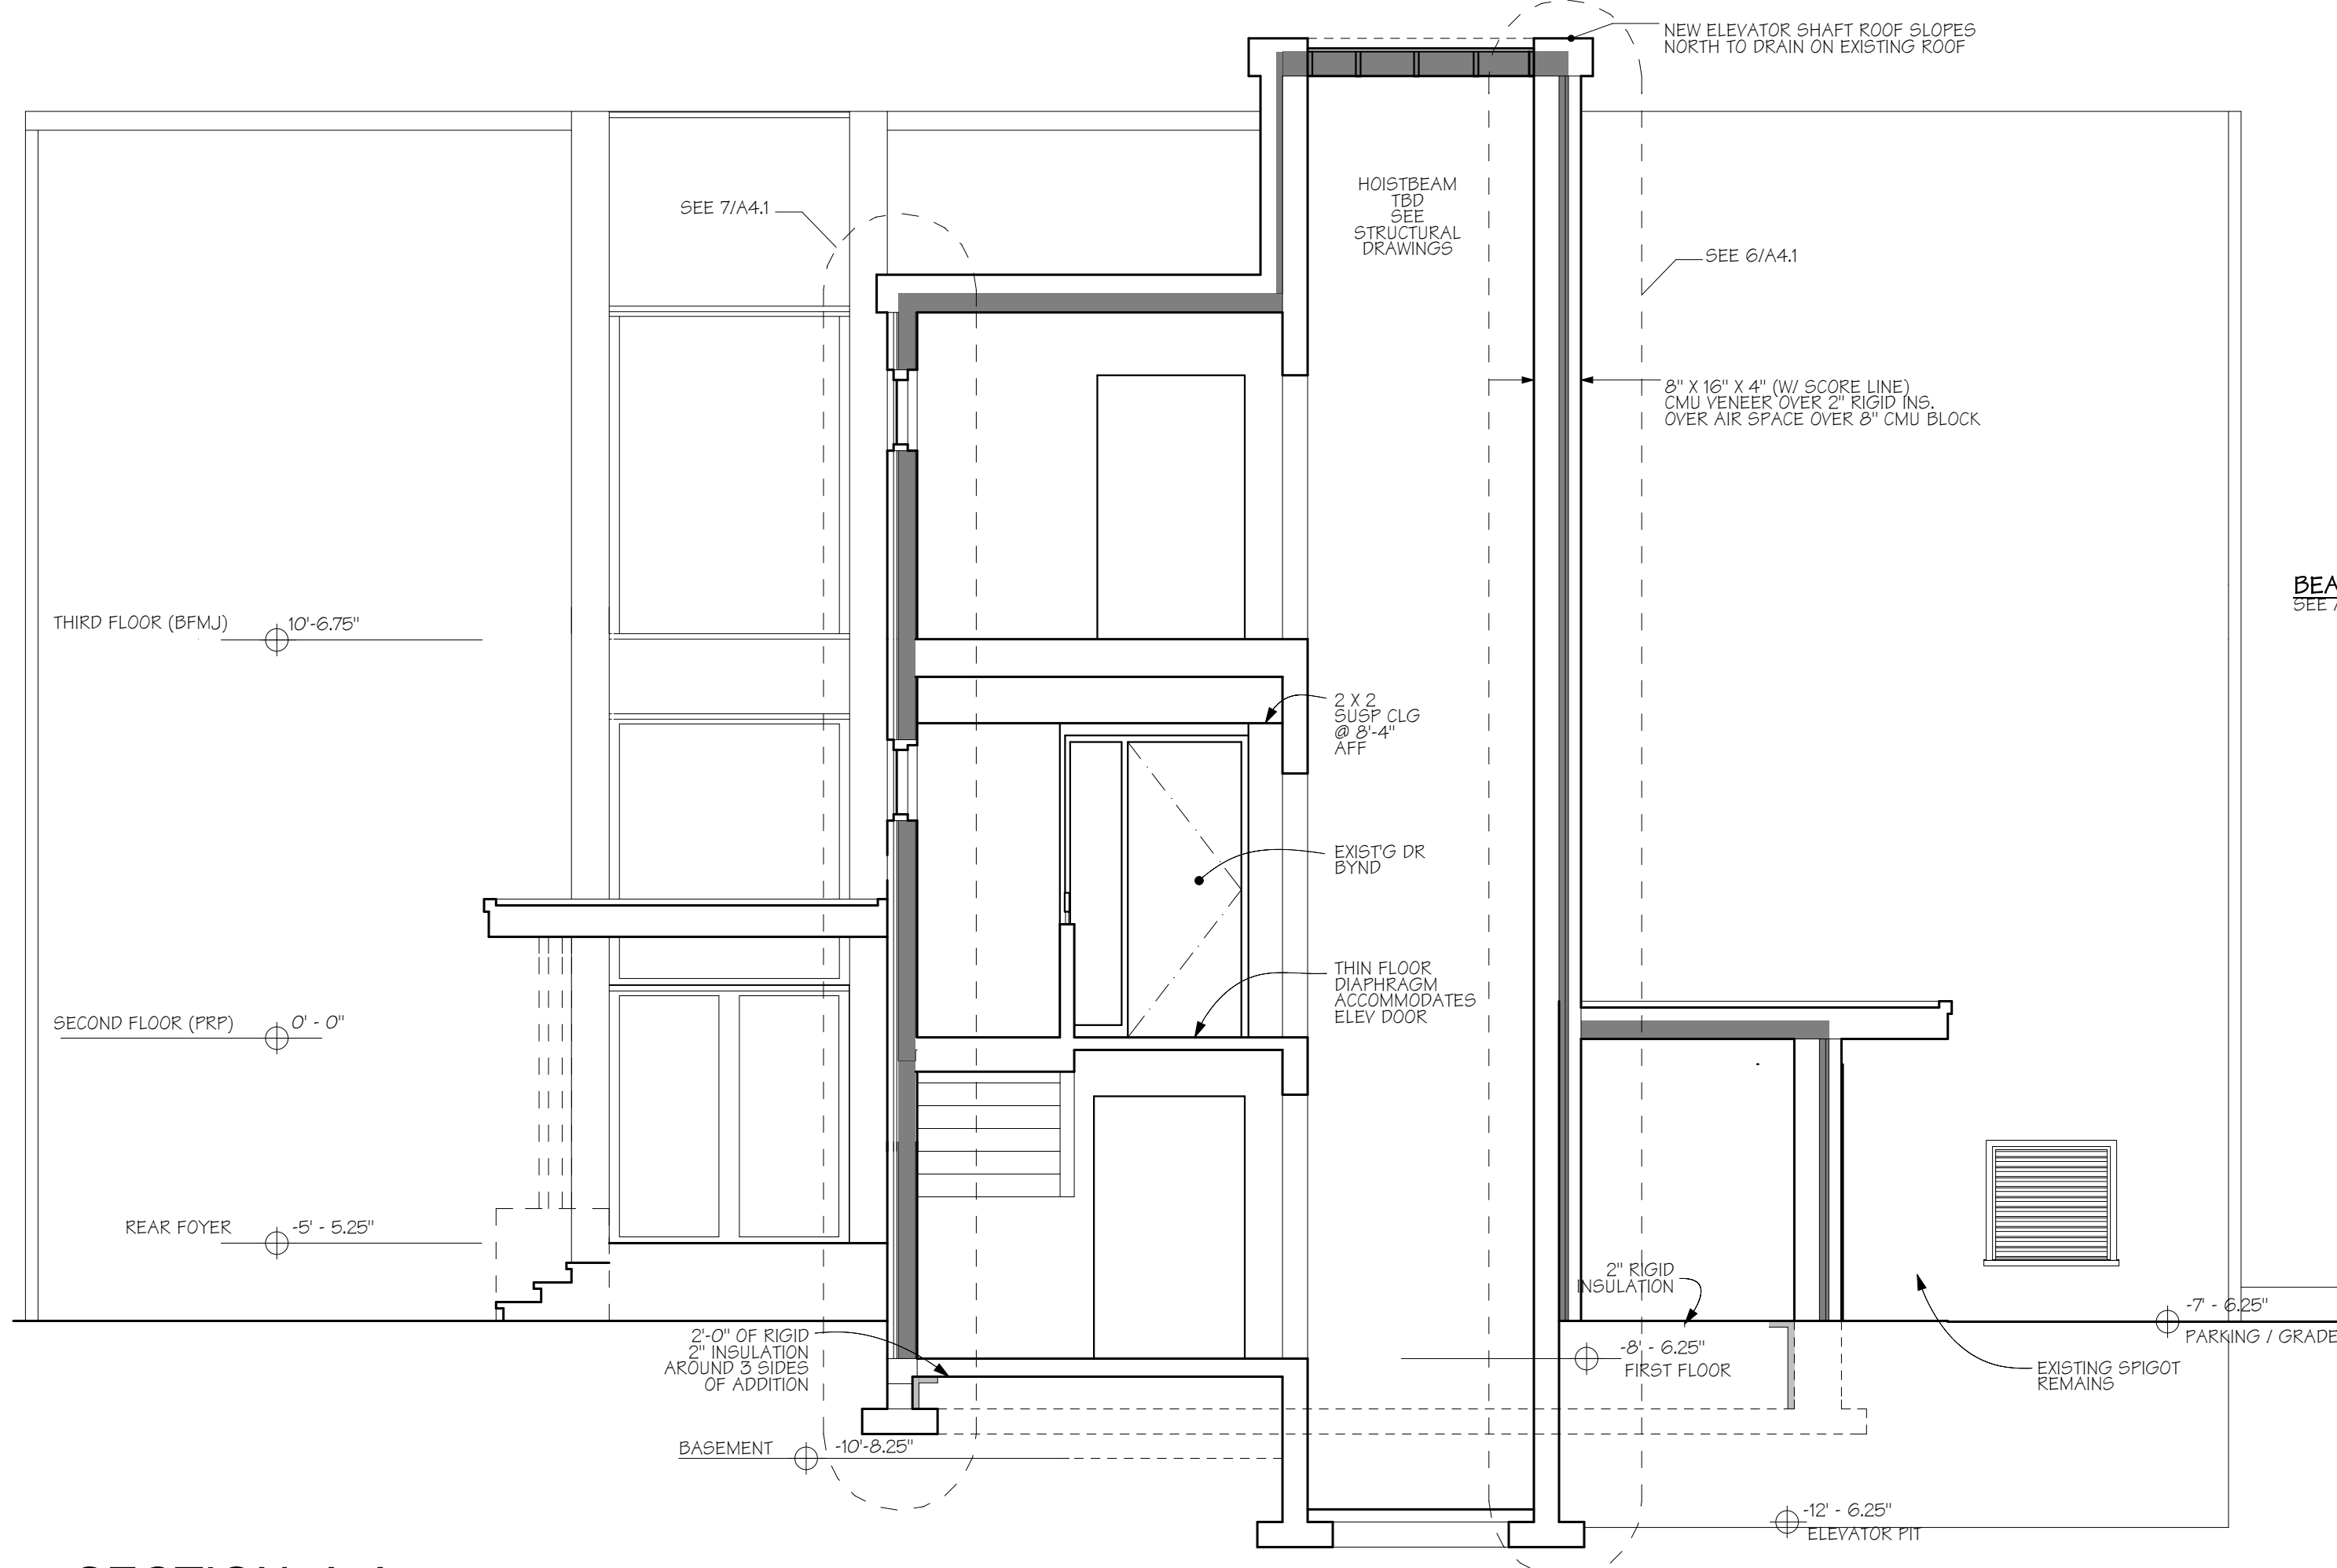 NEW ELEVATOR SHAFT ROOF SLOPES
NORTH TO DRAIN ON EXISTING ROOF
HOISTBEAM
TBD
SEE
STRUCTURAL
DRAWINGS
SEE 7/A4.1
SEE 6/A4.1
8" X 16" X 4" (W/ SCORE LINE)
CMU VENEER OVER 2" RIGID INS.
OVER AIR SPACE OVER 8" CMU BLOCK
BEA
SEE
THIRD FLOOR (BFMJ)
10'-6.75"
2 X 2
SUSP CLG
@ 8'-4"
AFF
EXIST'G DR
BYND
THIN FLOOR
DIAPHRAGM
ACCOMMODATES
ELEV DOOR
SECOND FLOOR (PRP)
0' - 0"
REAR FOYER
-5' - 5.25"
2" RIGID
INSULATION
-7' - 6.25"
PARKING / GRADE
2'-0" OF RIGID
2" INSULATION
AROUND 3 SIDES
OF ADDITION
-8' - 6.25"
FIRST FLOOR
EXISTING SPIGOT
REMAINS
BASEMENT
-10'-8.25"
-12' - 6.25"
ELEVATOR PIT